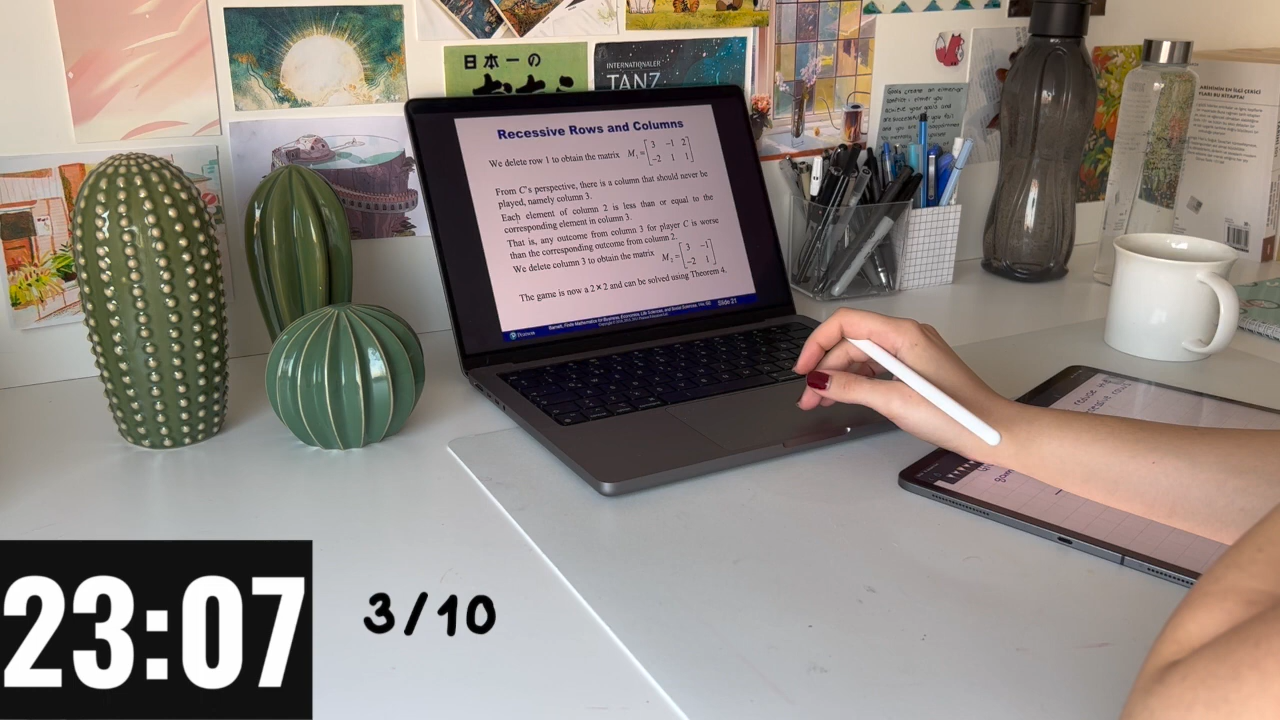 日本一の
INTERNATIONALER
TANZ
Recessive Rows and Columns
We delete row 1 to obtain the matrix M₁ = [3 −1 2
−2 1 1]
From C's perspective, there is a column that should never be
played, namely column 3.
Each element of column 2 is less than or equal to the
corresponding element in column 3.
That is, any outcome from column 3 for player C is worse
than the corresponding outcome from column 2.
We delete column 3 to obtain the matrix M₂ = [3 −1
−2 1]
The game is now a 2 × 2 and can be solved using Theorem 4.
Pearson
Slide 21
achieve your goals and
23:07
3/10